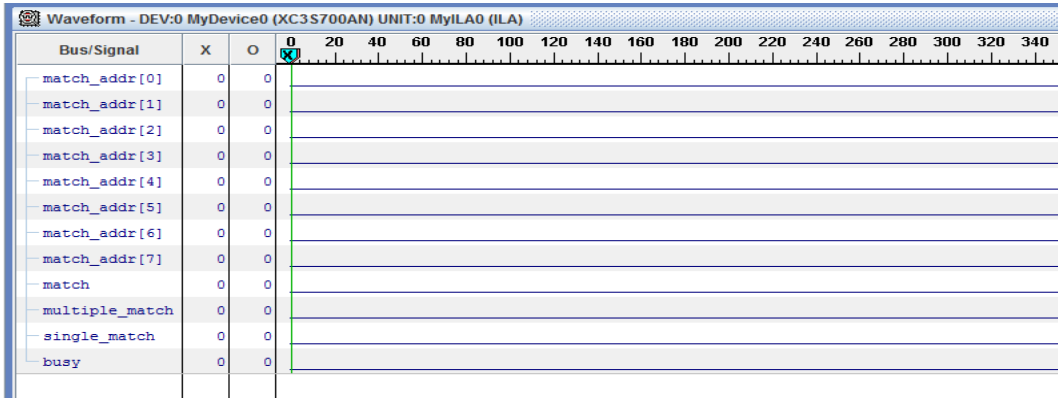 Waveform - DEV:0 MyDevice0 (XC3S700AN) UNIT:0 MyILA0 (ILA)
Bus/Signal X O 0 20 40 60 80 100 120 140 160 180 200 220 240 260 280 300 320 340
X
match_addr[0] 0 0
match_addr[1] 0 0
match_addr[2] 0 0
match_addr[3] 0 0
match_addr[4] 0 0
match_addr[5] 0 0
match_addr[6] 0 0
match_addr[7] 0 0
match 0 0
multiple_match 0 0
single_match 0 0
busy 0 0